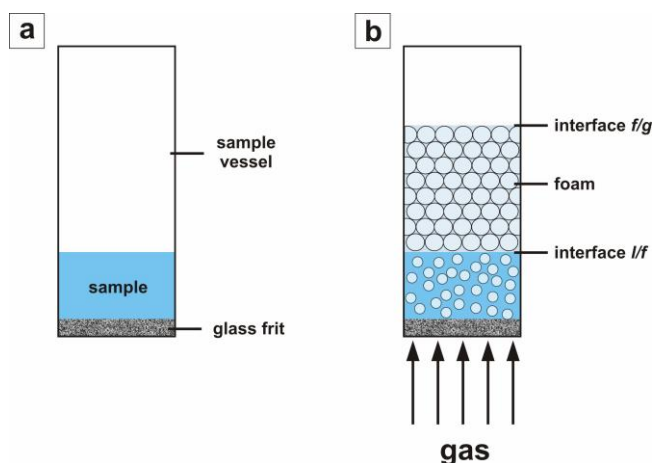 a
sample
vessel
sample
glass frit
b
interface f/g
foam
interface l/f
gas